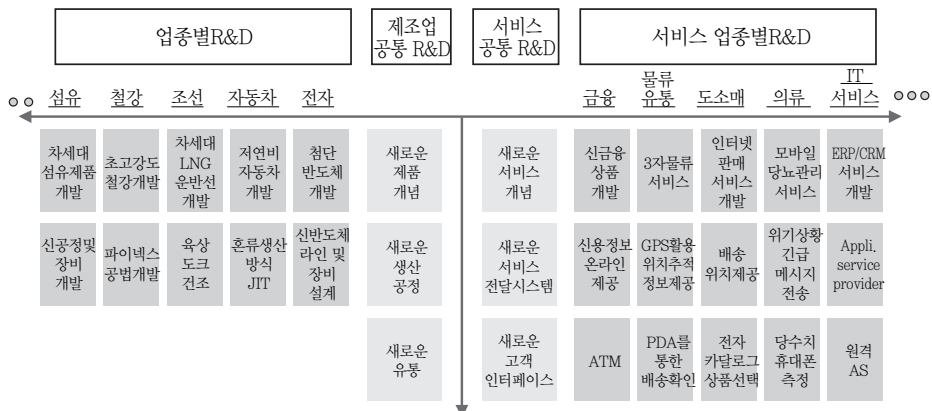 업종별R&D
제조업
공통 R&D
서비스
공통 R&D
서비스 업종별R&D
섬유
철강
조선
자동차
전자
금융
물류
유통
도소매
의류
IT
서비스
차세대
섬유제품
개발
초고강도
철강개발
차세대
LNG
운반선
개발
저연비
자동차
개발
첨단
반도체
개발
새로운
제품
개념
새로운
서비스
개념
신금융
상품
개발
3자물류
서비스
인터넷
판매
서비스
개발
모바일
당뇨관리
서비스
ERP/CRM
서비스
개발
신공정및
장비
개발
파이넥스
공법개발
육상
도크
건조
혼류생산
방식
JIT
신반도체
라인 및
장비
설계
새로운
생산
공정
새로운
서비스
전달시스템
신용정보
온라인
제공
GPS활용
위치추적
정보제공
배송
위치제공
위기상황
긴급
메시지
전송
Appli.
service
provider
새로운
유통
새로운
고객
인터페이스
ATM
PDA를
통한
배송확인
전자
카달로그
상품선택
당수치
휴대폰
측정
원격
AS